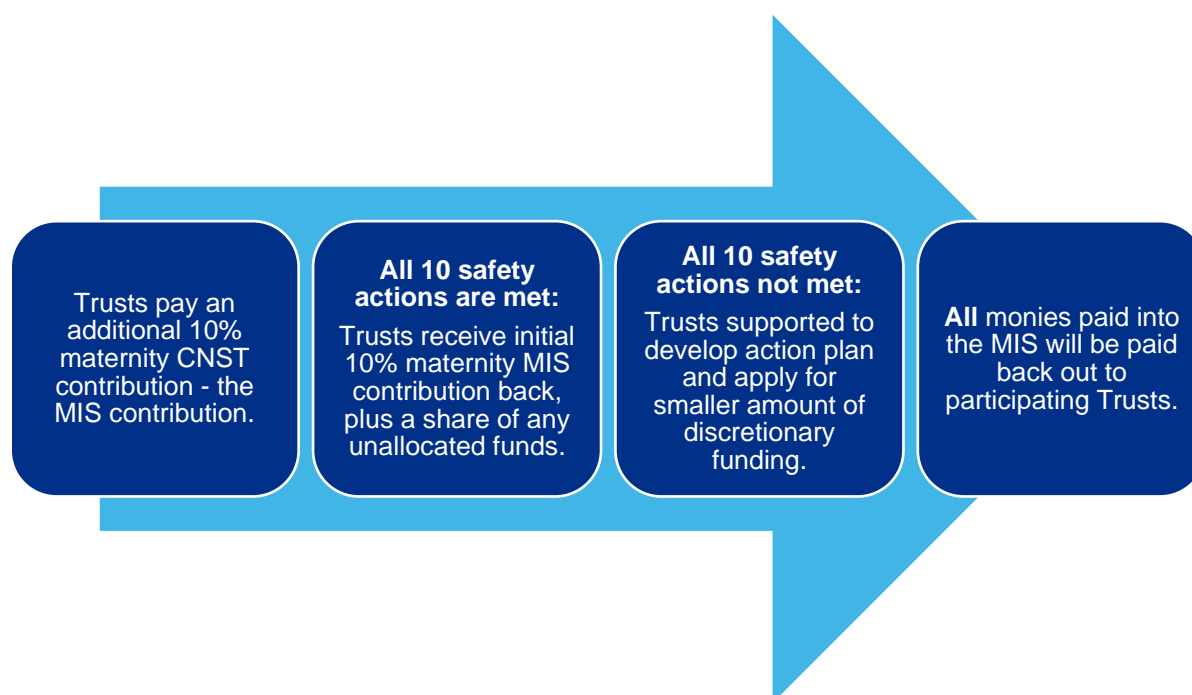 Trusts pay an
additional 10%
maternity CNST
contribution - the
MIS contribution.
All 10 safety
actions are met:
Trusts receive initial
10% maternity MIS
contribution back,
plus a share of any
unallocated funds.
All 10 safety
actions not met:
Trusts supported to
develop action plan
and apply for
smaller amount of
discretionary
funding.
All monies paid into
the MIS will be paid
back out to
participating Trusts.